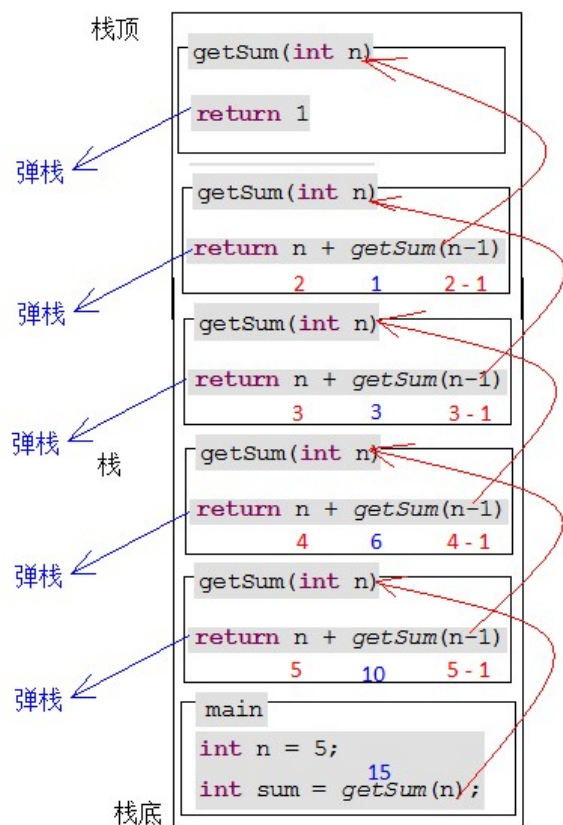 栈顶
getSum(int n)
return 1
弹栈
getSum(int n)
return n + getSum(n-1)
2 1 2 - 1
弹栈
getSum(int n)
return n + getSum(n-1)
3 3 3 - 1
弹栈
栈
getSum(int n)
return n + getSum(n-1)
4 6 4 - 1
弹栈
getSum(int n)
return n + getSum(n-1)
5 10 5 - 1
弹栈
main
int n = 5;
15
int sum = getSum(n);
栈底